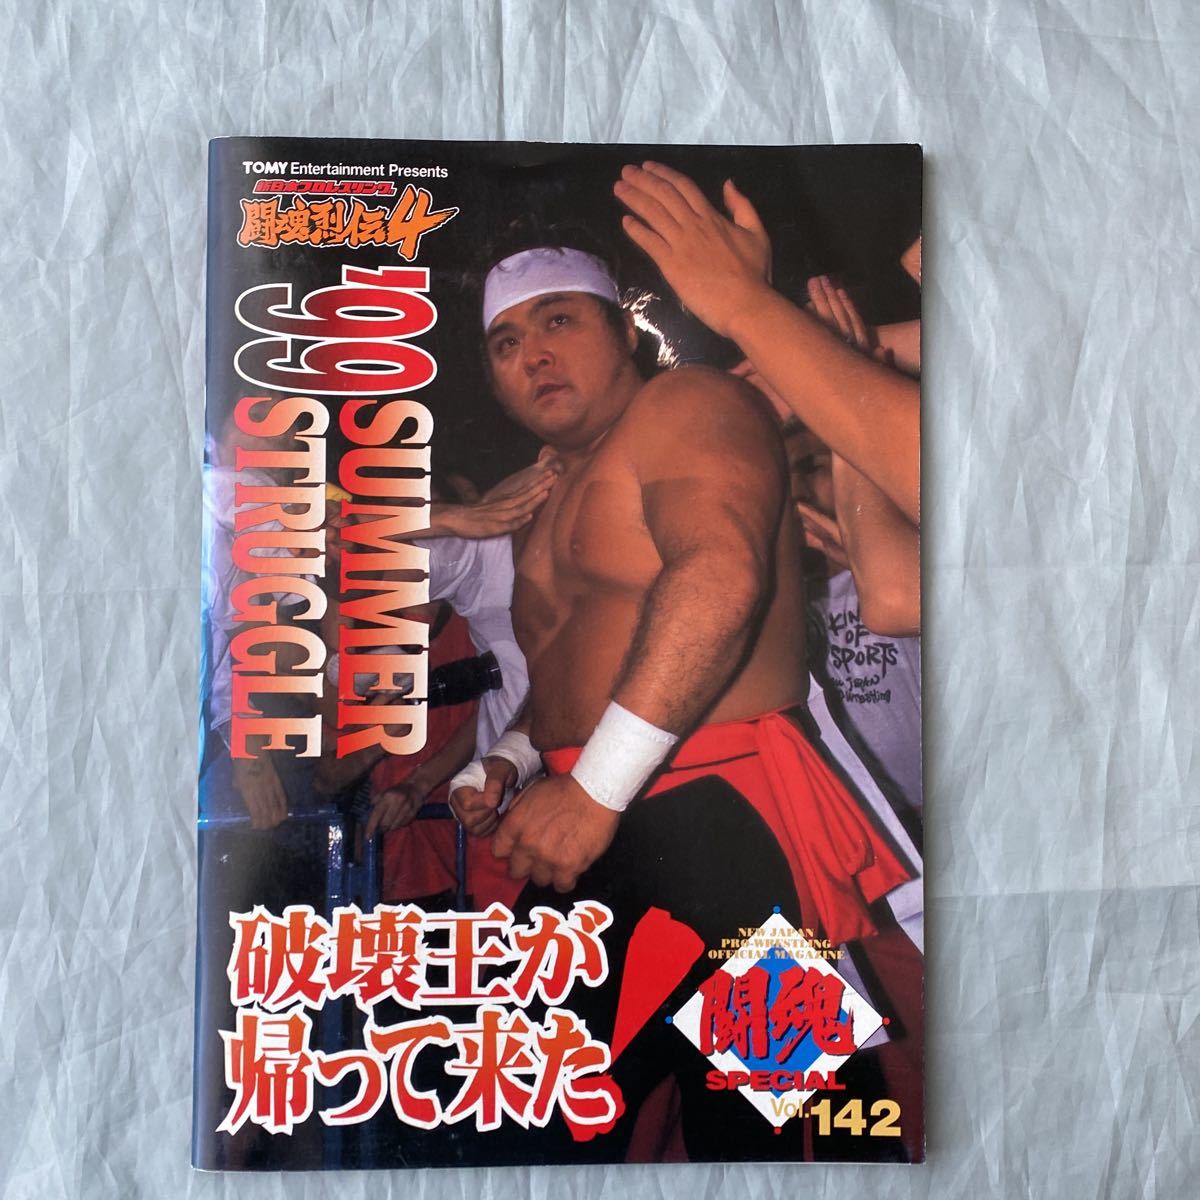 TOMY Entertainment Presents
新日本プロレスリング
闘魂烈伝4
'99 SUMMER
STRUGGLE
KIN
OF
SPORTS
破壊王が
帰って来た!
NEW JAPAN
PRO-WRESTLING
OFFICIAL MAGAZINE
闘魂
SPECIAL
Vol.142